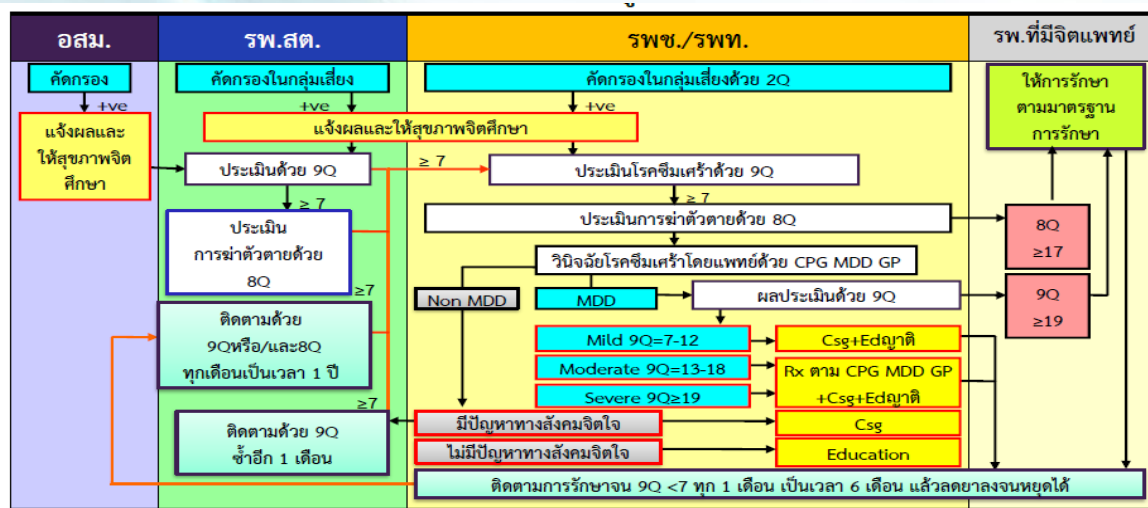 อสม.
รพ.สต.
รพช./รพท.
รพ.ที่มีจิตแพทย์
คัดกรอง
+ve
แจ้งผลและ
ให้สุขภาพจิต
ศึกษา
คัดกรองในกลุ่มเสี่ยง
+ve
คัดกรองในกลุ่มเสี่ยงด้วย 2Q
+ve
แจ้งผลและให้สุขภาพจิตศึกษา
ประเมินด้วย 9Q
≥ 7
≥ 7
ประเมิน
การฆ่าตัวตายด้วย
8Q
≥7
ติดตามด้วย
9Qหรือ/และ8Q
ทุกเดือนเป็นเวลา 1 ปี
≥7
ติดตามด้วย 9Q
ซ้ำอีก 1 เดือน
ประเมินโรคซึมเศร้าด้วย 9Q
≥ 7
ประเมินการฆ่าตัวตายด้วย 8Q
วินิจฉัยโรคซึมเศร้าโดยแพทย์ด้วย CPG MDD GP
Non MDD
MDD
ผลประเมินด้วย 9Q
Mild 9Q=7-12
Csg+Edญาติ
Moderate 9Q=13-18
Severe 9Q≥19
Rx ตาม CPG MDD GP
+Csg+Edญาติ
มีปัญหาทางสังคมจิตใจ
Csg
ไม่มีปัญหาทางสังคมจิตใจ
Education
ติดตามการรักษาจน 9Q <7 ทุก 1 เดือน เป็นเวลา 6 เดือน แล้วลดยาลงจนหยุดได้
ให้การรักษา
ตามมาตรฐาน
การรักษา
8Q
≥17
9Q
≥19